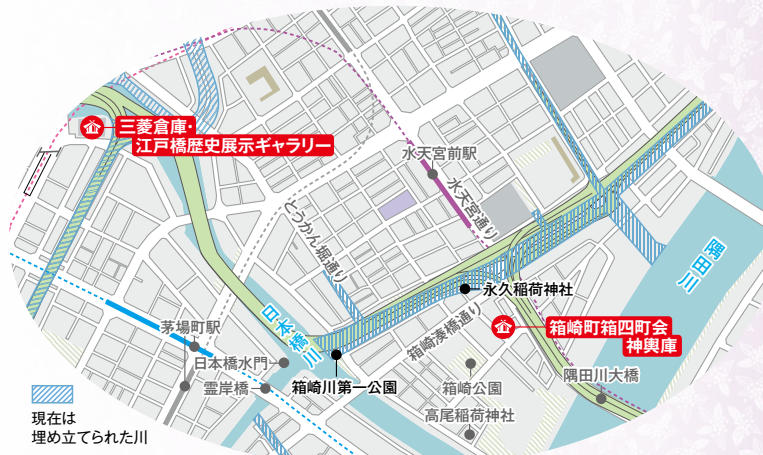 三菱倉庫・
江戸橋歴史展示ギャラリー
水天宮前駅
水天宮通り
とうかん堀通り
隅田川
日本橋川
永久稲荷神社
箱崎町箱四町会
神輿庫
箱崎湊橋通り
茅場町駅
日本橋水門
霊岸橋
箱崎川第一公園
箱崎公園
高尾稲荷神社
隅田川大橋
現在は
埋め立てられた川